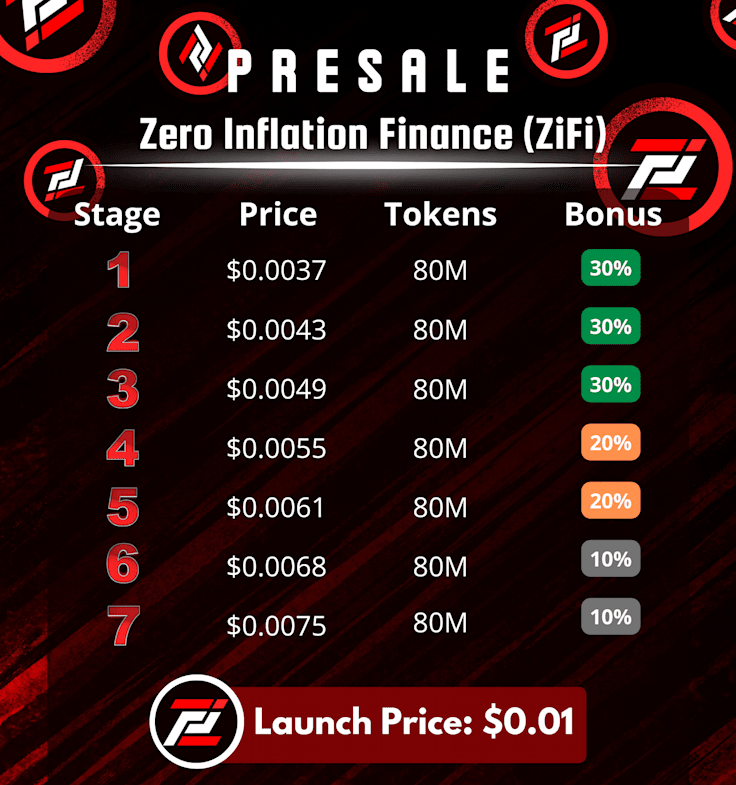 PRESALE
Zero Inflation Finance (ZiFi)
Stage Price Tokens Bonus
1 $0.0037 80M 30%
2 $0.0043 80M 30%
3 $0.0049 80M 30%
4 $0.0055 80M 20%
5 $0.0061 80M 20%
6 $0.0068 80M 10%
7 $0.0075 80M 10%
Launch Price: $0.01